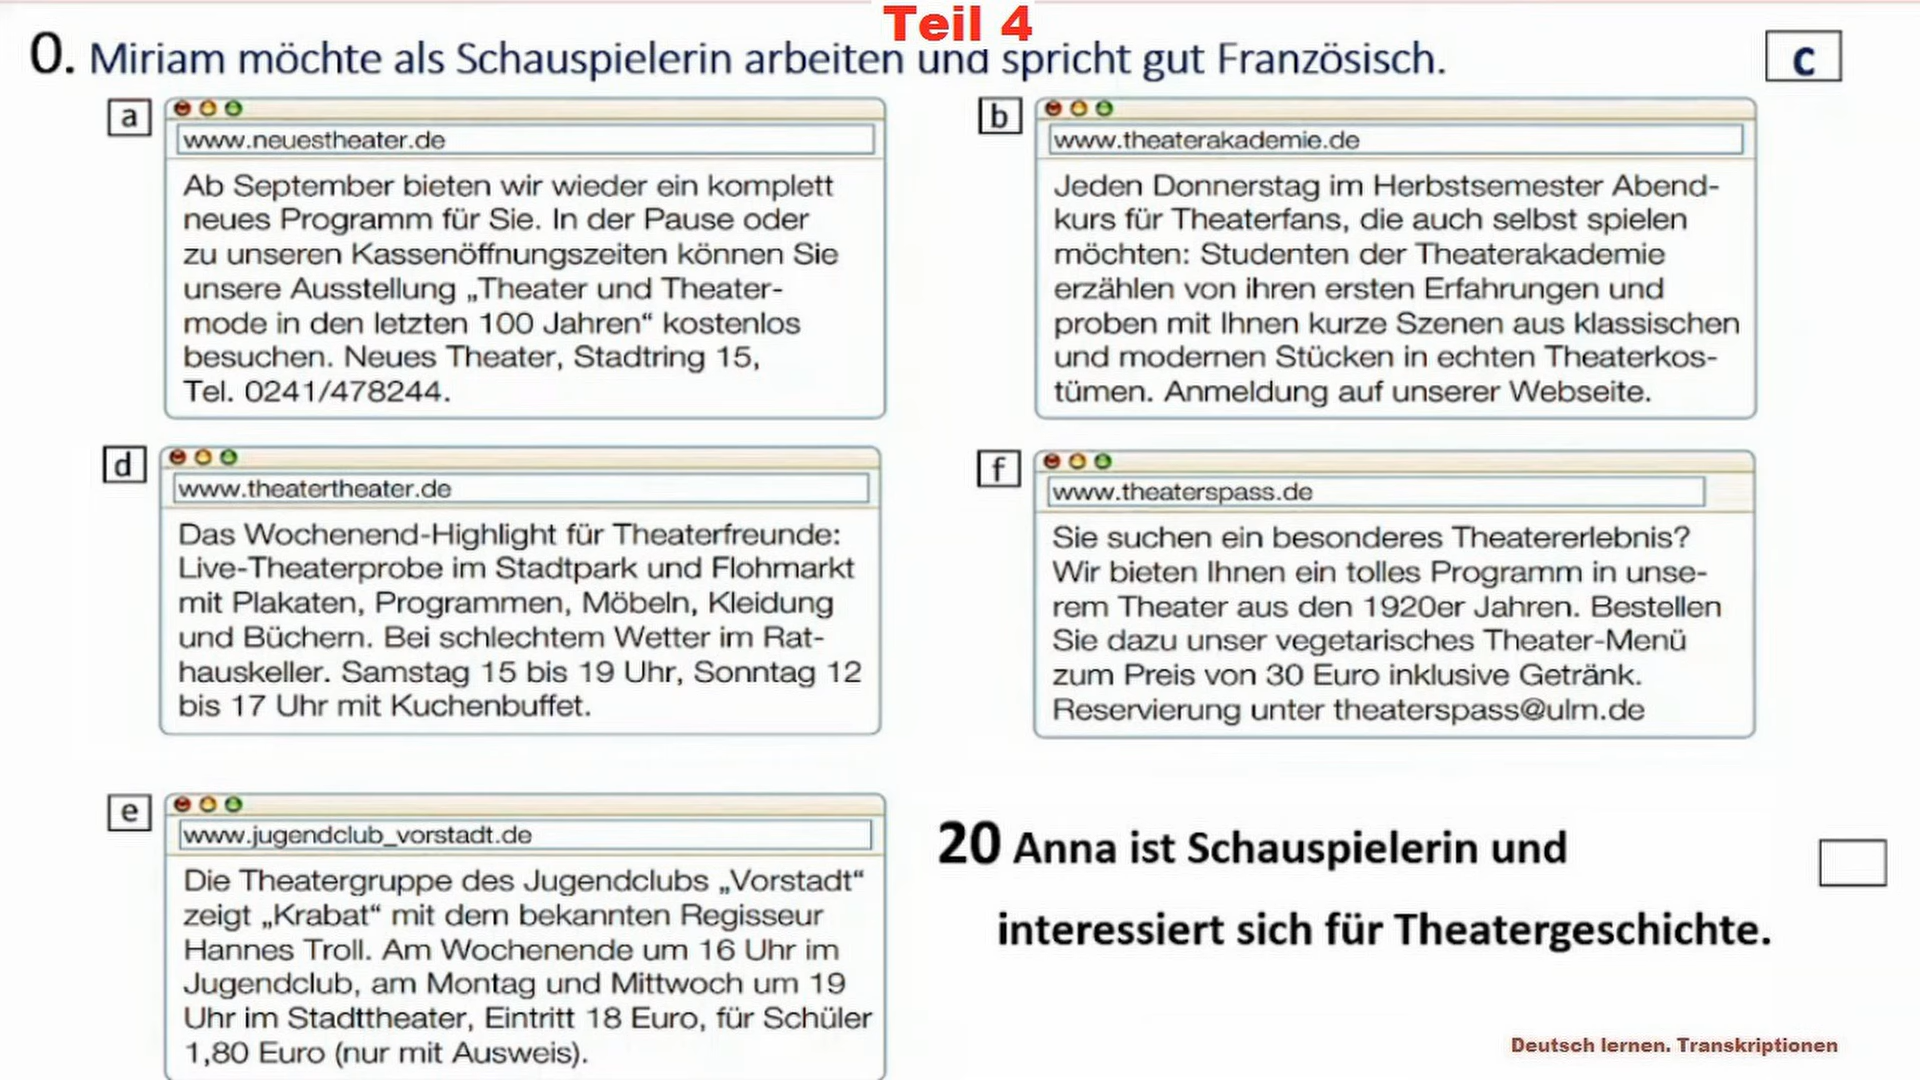 Teil 4
0. Miriam möchte als Schauspielerin arbeiten und spricht gut Französisch.
c
a
www.neuestheater.de
Ab September bieten wir wieder ein komplett
neues Programm für Sie. In der Pause oder
zu unseren Kassenöffnungszeiten können Sie
unsere Ausstellung „Theater und Theater-
mode in den letzten 100 Jahren“ kostenlos
besuchen. Neues Theater, Stadtring 15,
Tel. 0241/478244.
b
www.theaterakademie.de
Jeden Donnerstag im Herbstsemester Abend-
kurs für Theaterfans, die auch selbst spielen
möchten: Studenten der Theaterakademie
erzählen von ihren ersten Erfahrungen und
proben mit Ihnen kurze Szenen aus klassischen
und modernen Stücken in echten Theaterkos-
tümen. Anmeldung auf unserer Webseite.
d
www.theatertheater.de
Das Wochenend-Highlight für Theaterfreunde:
Live-Theaterprobe im Stadtpark und Flohmarkt
mit Plakaten, Programmen, Möbeln, Kleidung
und Büchern. Bei schlechtem Wetter im Rat-
hauskeller. Samstag 15 bis 19 Uhr, Sonntag 12
bis 17 Uhr mit Kuchenbuffet.
f
www.theaterspass.de
Sie suchen ein besonderes Theatererlebnis?
Wir bieten Ihnen ein tolles Programm in unse-
rem Theater aus den 1920er Jahren. Bestellen
Sie dazu unser vegetarisches Theater-Menü
zum Preis von 30 Euro inklusive Getränk.
Reservierung unter theaterspass@ulm.de
e
www.jugendclub_vorstadt.de
Die Theatergruppe des Jugendclubs „Vorstadt“
zeigt „Krabat“ mit dem bekannten Regisseur
Hannes Troll. Am Wochenende um 16 Uhr im
Jugendclub, am Montag und Mittwoch um 19
Uhr im Stadttheater, Eintritt 18 Euro, für Schüler
1,80 Euro (nur mit Ausweis).
20 Anna ist Schauspielerin und
interessiert sich für Theatergeschichte.
Deutsch lernen. Transkriptionen